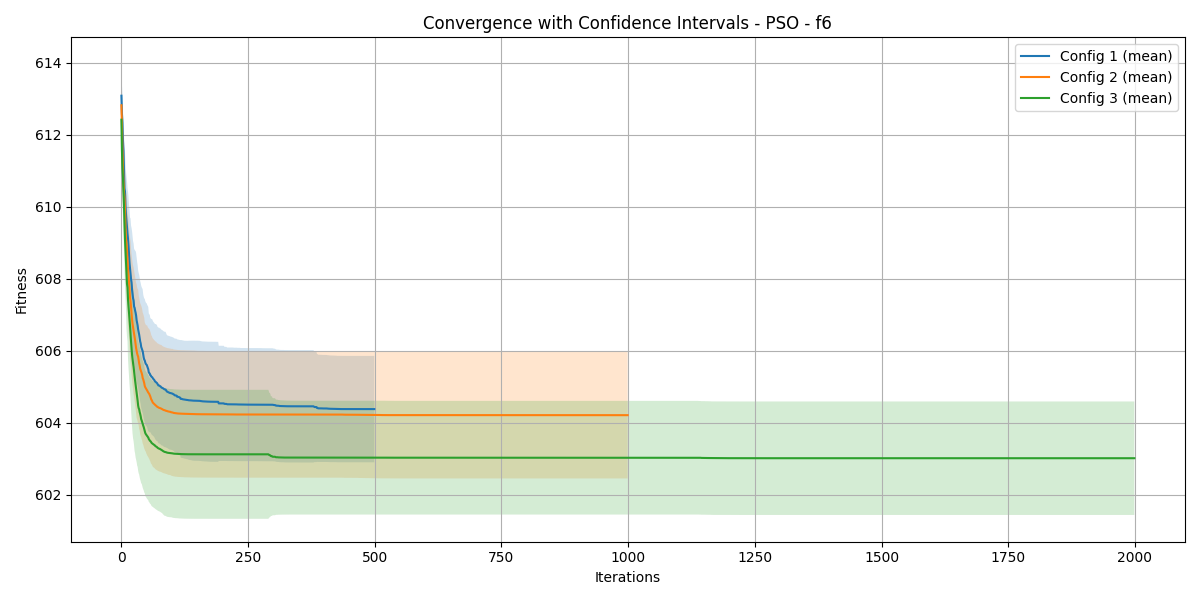 Convergence with Confidence Intervals - PSO - f6
Config 1 (mean)
Config 2 (mean)
Config 3 (mean)
Fitness
614
612
610
608
606
604
602
0 250 500 750 1000 1250 1500 1750 2000
Iterations